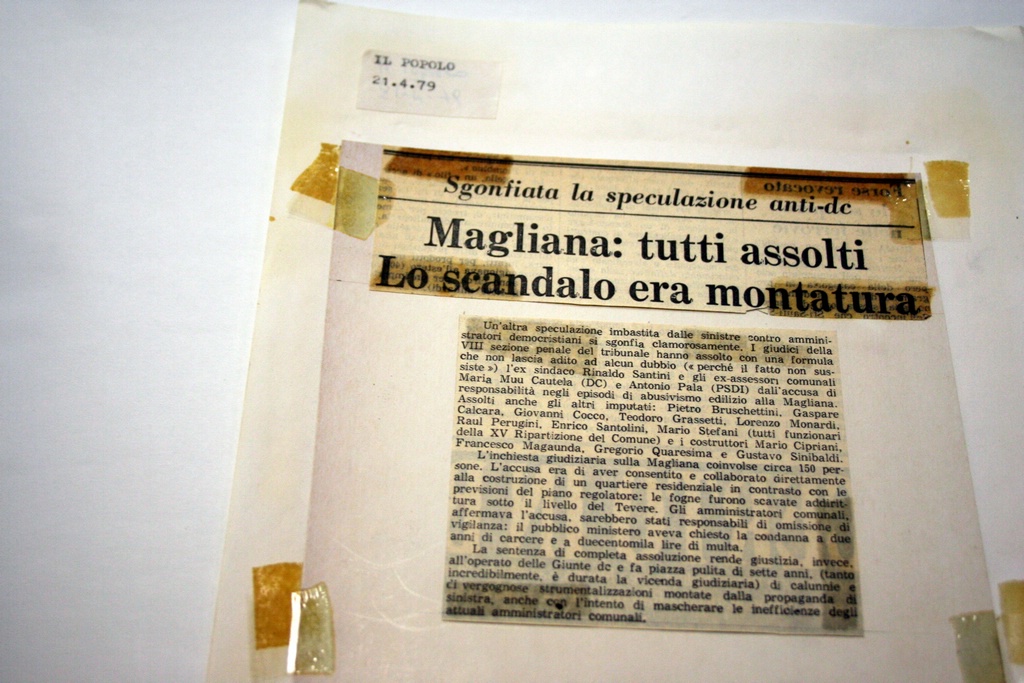 IL POPOLO
21.4.79
Forse revocato
Sgonfiata la speculazione anti-dc
Magliana: tutti assolti
Lo scandalo era montatura
Un'altra speculazione imbastita dalle sinistre contro ammini-
stratori democristiani si sgonfia clamorosamente. I giudici della
VIII sezione penale del tribunale hanno assolto con una formula
che non lascia adito ad alcun dubbio (« perché il fatto non sus-
siste ») l'ex sindaco Rinaldo Santini e gli ex-assessori comunali
Maria Muu Cautela (DC) e Antonio Pala (PSDI) dall'accusa di
responsabilità negli episodi di abusivismo edilizio alla Magliana.
Assolti anche gli altri imputati: Pietro Bruschettini, Gaspare
Calcara, Giovanni Cocco, Teodoro Grassetti, Lorenzo Monardi,
Raul Perugini, Enrico Santolini, Mario Stefani (tutti funzionari
della XV Ripartizione del Comune) e i costruttori Mario Cipriani,
Francesco Magaunda, Gregorio Quaresima e Gustavo Sinibaldi.
L'inchiesta giudiziaria sulla Magliana coinvolse circa 150 per-
sone. L'accusa era di aver consentito e collaborato direttamente
alla costruzione di un quartiere residenziale in contrasto con le
previsioni del piano regolatore: le fogne furono scavate addirit-
tura sotto il livello del Tevere. Gli amministratori comunali,
affermava l'accusa, sarebbero stati responsabili di omissione di
vigilanza: il pubblico ministero aveva chiesto la condanna a due
anni di carcere e a duecentomila lire di multa.
La sentenza di completa assoluzione rende giustizia, invece,
all'operato delle Giunte dc e fa piazza pulita di sette anni, (tanto
incredibilmente, è durata la vicenda giudiziaria) di calunnie e
di vergognose strumentalizzazioni montate dalla propaganda di
sinistra, anche con l'intento di mascherare le inefficienze degli
attuali amministratori comunali.